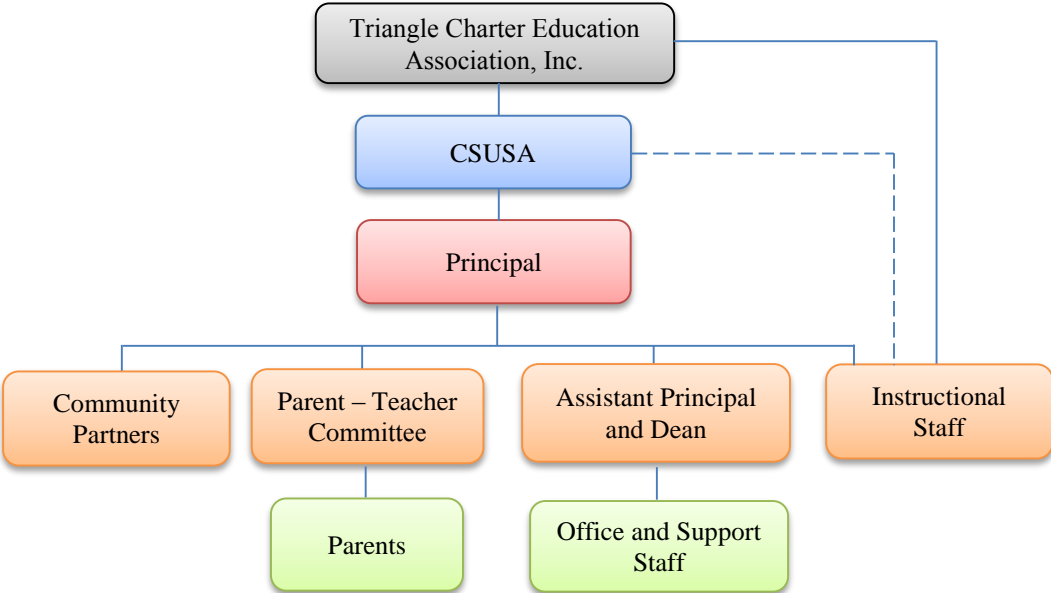 Triangle Charter Education
Association, Inc.
CSUSA
Principal
Community
Partners
Parent – Teacher
Committee
Assistant Principal
and Dean
Instructional
Staff
Parents
Office and Support
Staff